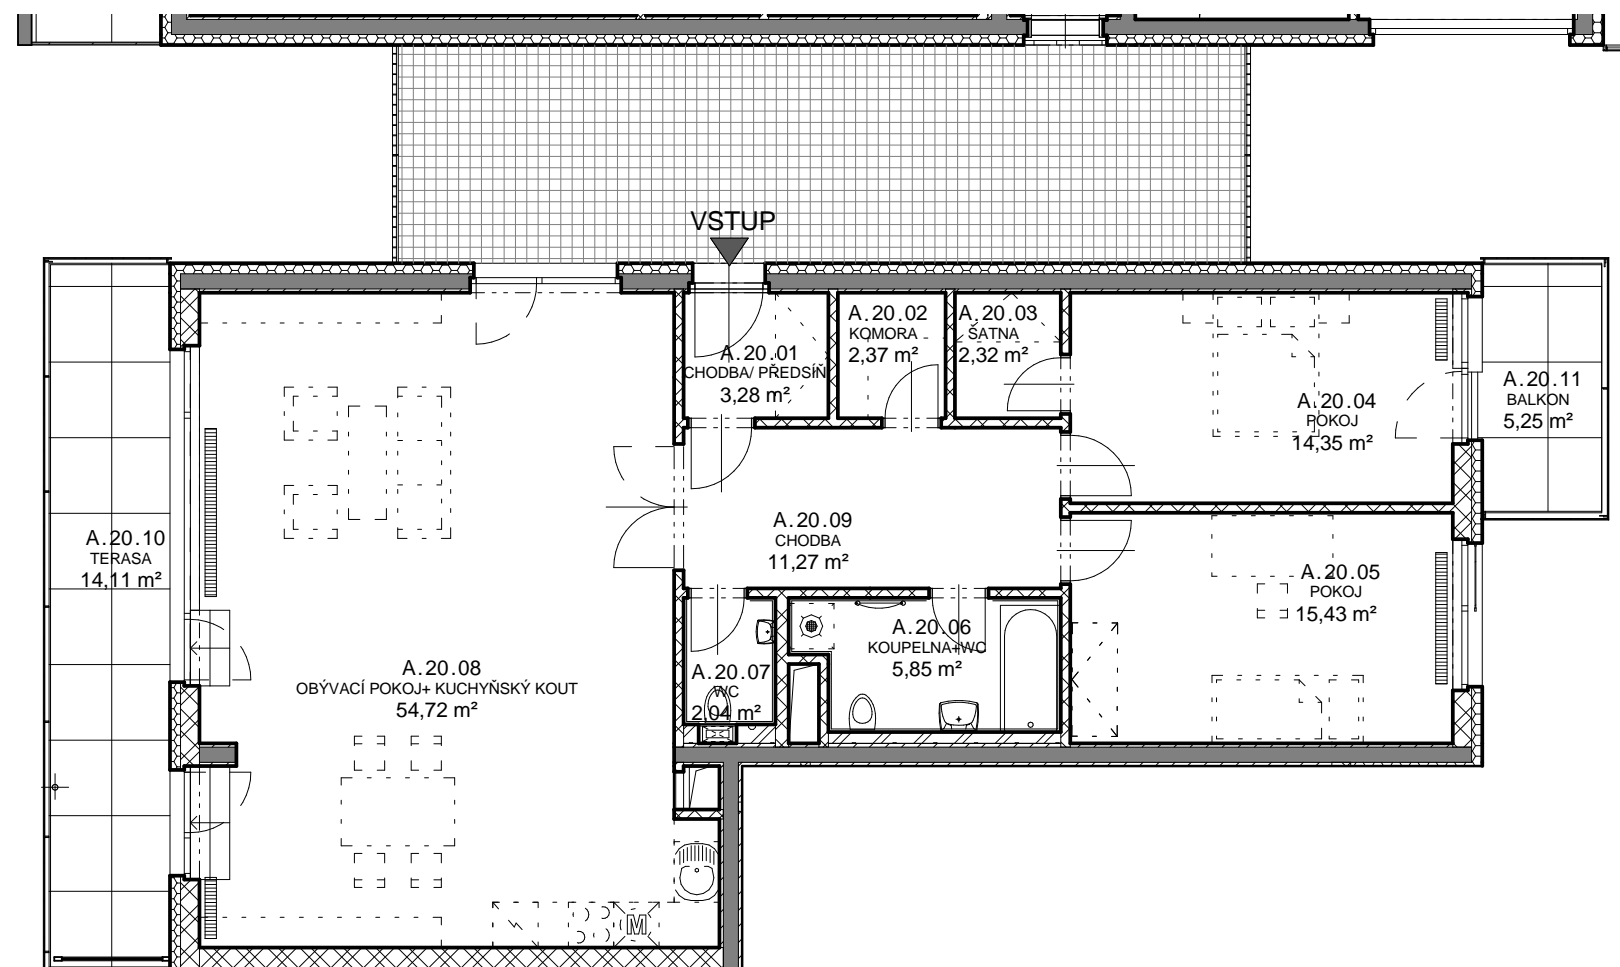 VSTUP
A.20.01
CHODBA/ PŘEDSÍŇ
3,28 m²
A.20.02
KOMORA
2,37 m²
A.20.03
ŠATNA
2,32 m²
A.20.04
POKOJ
14,35 m²
A.20.11
BALKON
5,25 m²
A.20.10
TERASA
14,11 m²
A.20.09
CHODBA
11,27 m²
A.20.05
POKOJ
15,43 m²
A.20.08
OBÝVACÍ POKOJ+ KUCHYŇSKÝ KOUT
54,72 m²
A.20.07
WC
2,04 m²
A.20.06
KOUPELNA+WC
5,85 m²
M